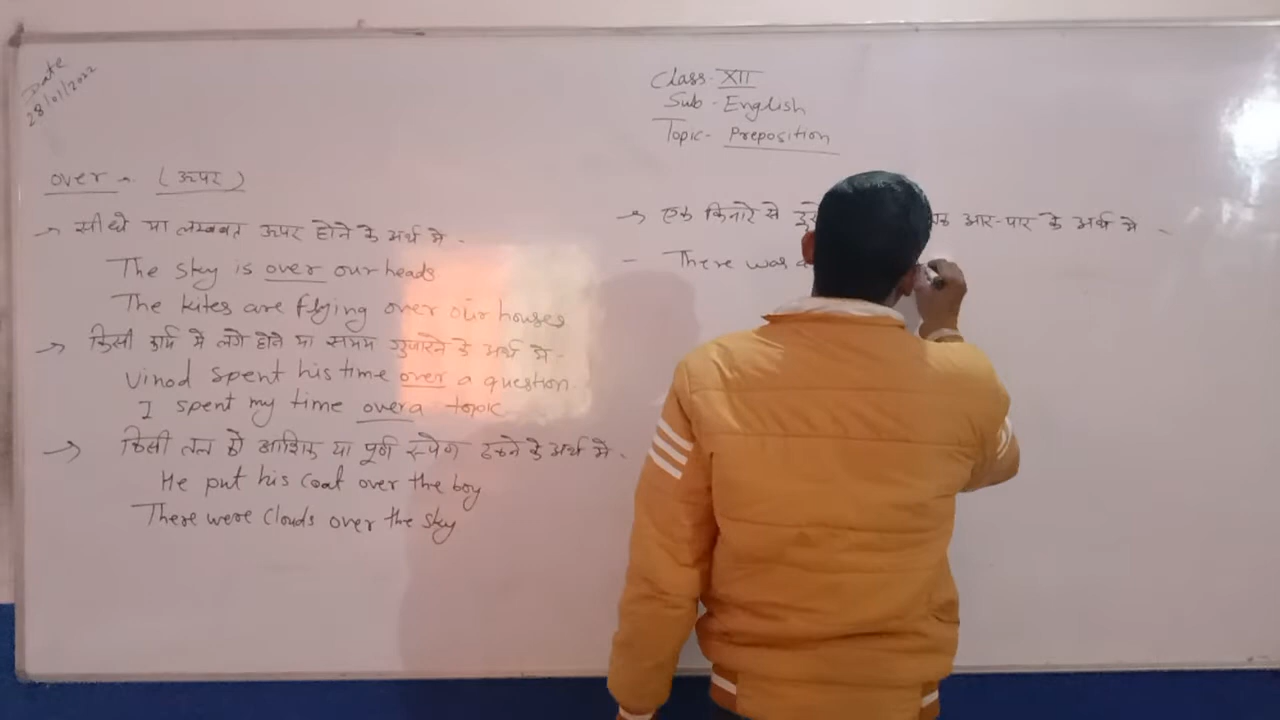 Date
28/01/2022
Class - XII
Sub - English
Topic - Preposition
over - (ऊपर)
→ सीधे या लम्बवत ऊपर होने के अर्थ मे -
The sky is over our heads
The kites are flying over our houses
→ किसी कार्य मे लगे होने या समय गुजारने के अर्थ मे -
Vinod spent his time over a question.
I spent my time over a topic
→ किसी तल को आंशिक या पूर्ण ढकने के अर्थ मे -
He put his coat over the boy
There were clouds over the sky
→ एक किनारे से आर-पार के अर्थ मे -
- There was